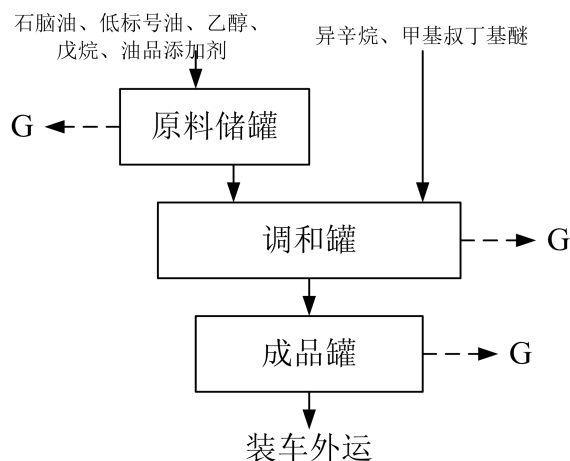 石脑油、低标号油、乙醇、
戊烷、油品添加剂
异辛烷、甲基叔丁基醚
G
原料储罐
调和罐
G
成品罐
G
装车外运